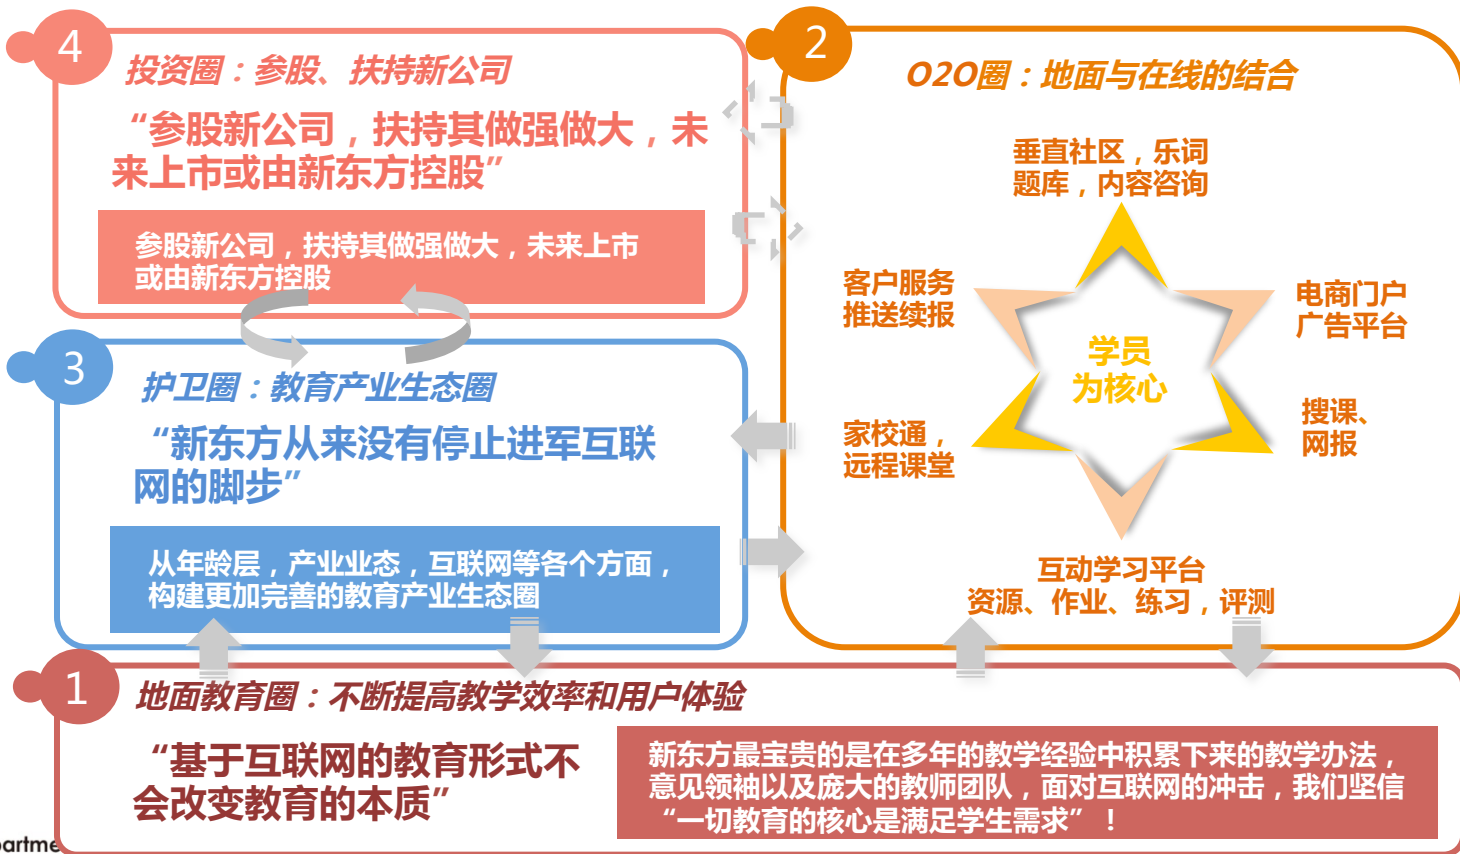 4
投资圈：参股、扶持新公司
“参股新公司，扶持其做强做大，未
来上市或由新东方控股”
参股新公司，扶持其做强做大，未来上市
或由新东方控股
2
O2O圈：地面与在线的结合
垂直社区，乐词
题库，内容咨询
客户服务
推送续报
电商门户
广告平台
学员
为核心
家校通，
远程课堂
搜课、
网报
互动学习平台
资源、作业、练习，评测
3
护卫圈：教育产业生态圈
“新东方从来没有停止进军互联
网的脚步”
从年龄层，产业业态，互联网等各个方面，
构建更加完善的教育产业生态圈
1
地面教育圈：不断提高教学效率和用户体验
“基于互联网的教育形式不
会改变教育的本质”
新东方最宝贵的是在多年的教学经验中积累下来的教学办法，
意见领袖以及庞大的教师团队，面对互联网的冲击，我们坚信
“一切教育的核心是满足学生需求”！